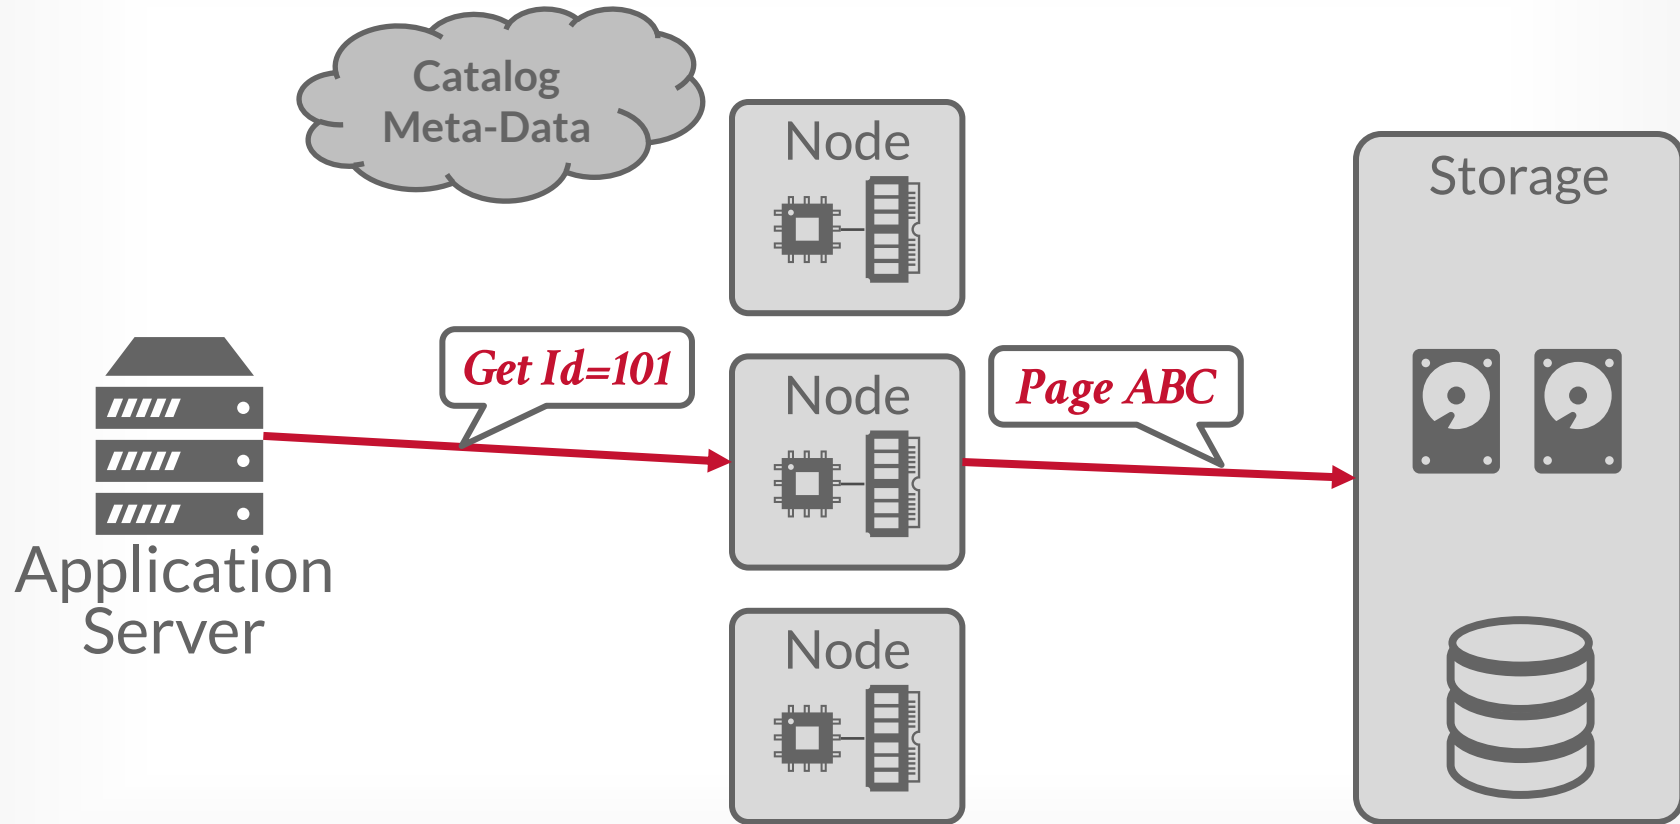 Catalog
Meta-Data
Node
Storage
Get Id=101
Node
Page ABC
Application
Server
Node